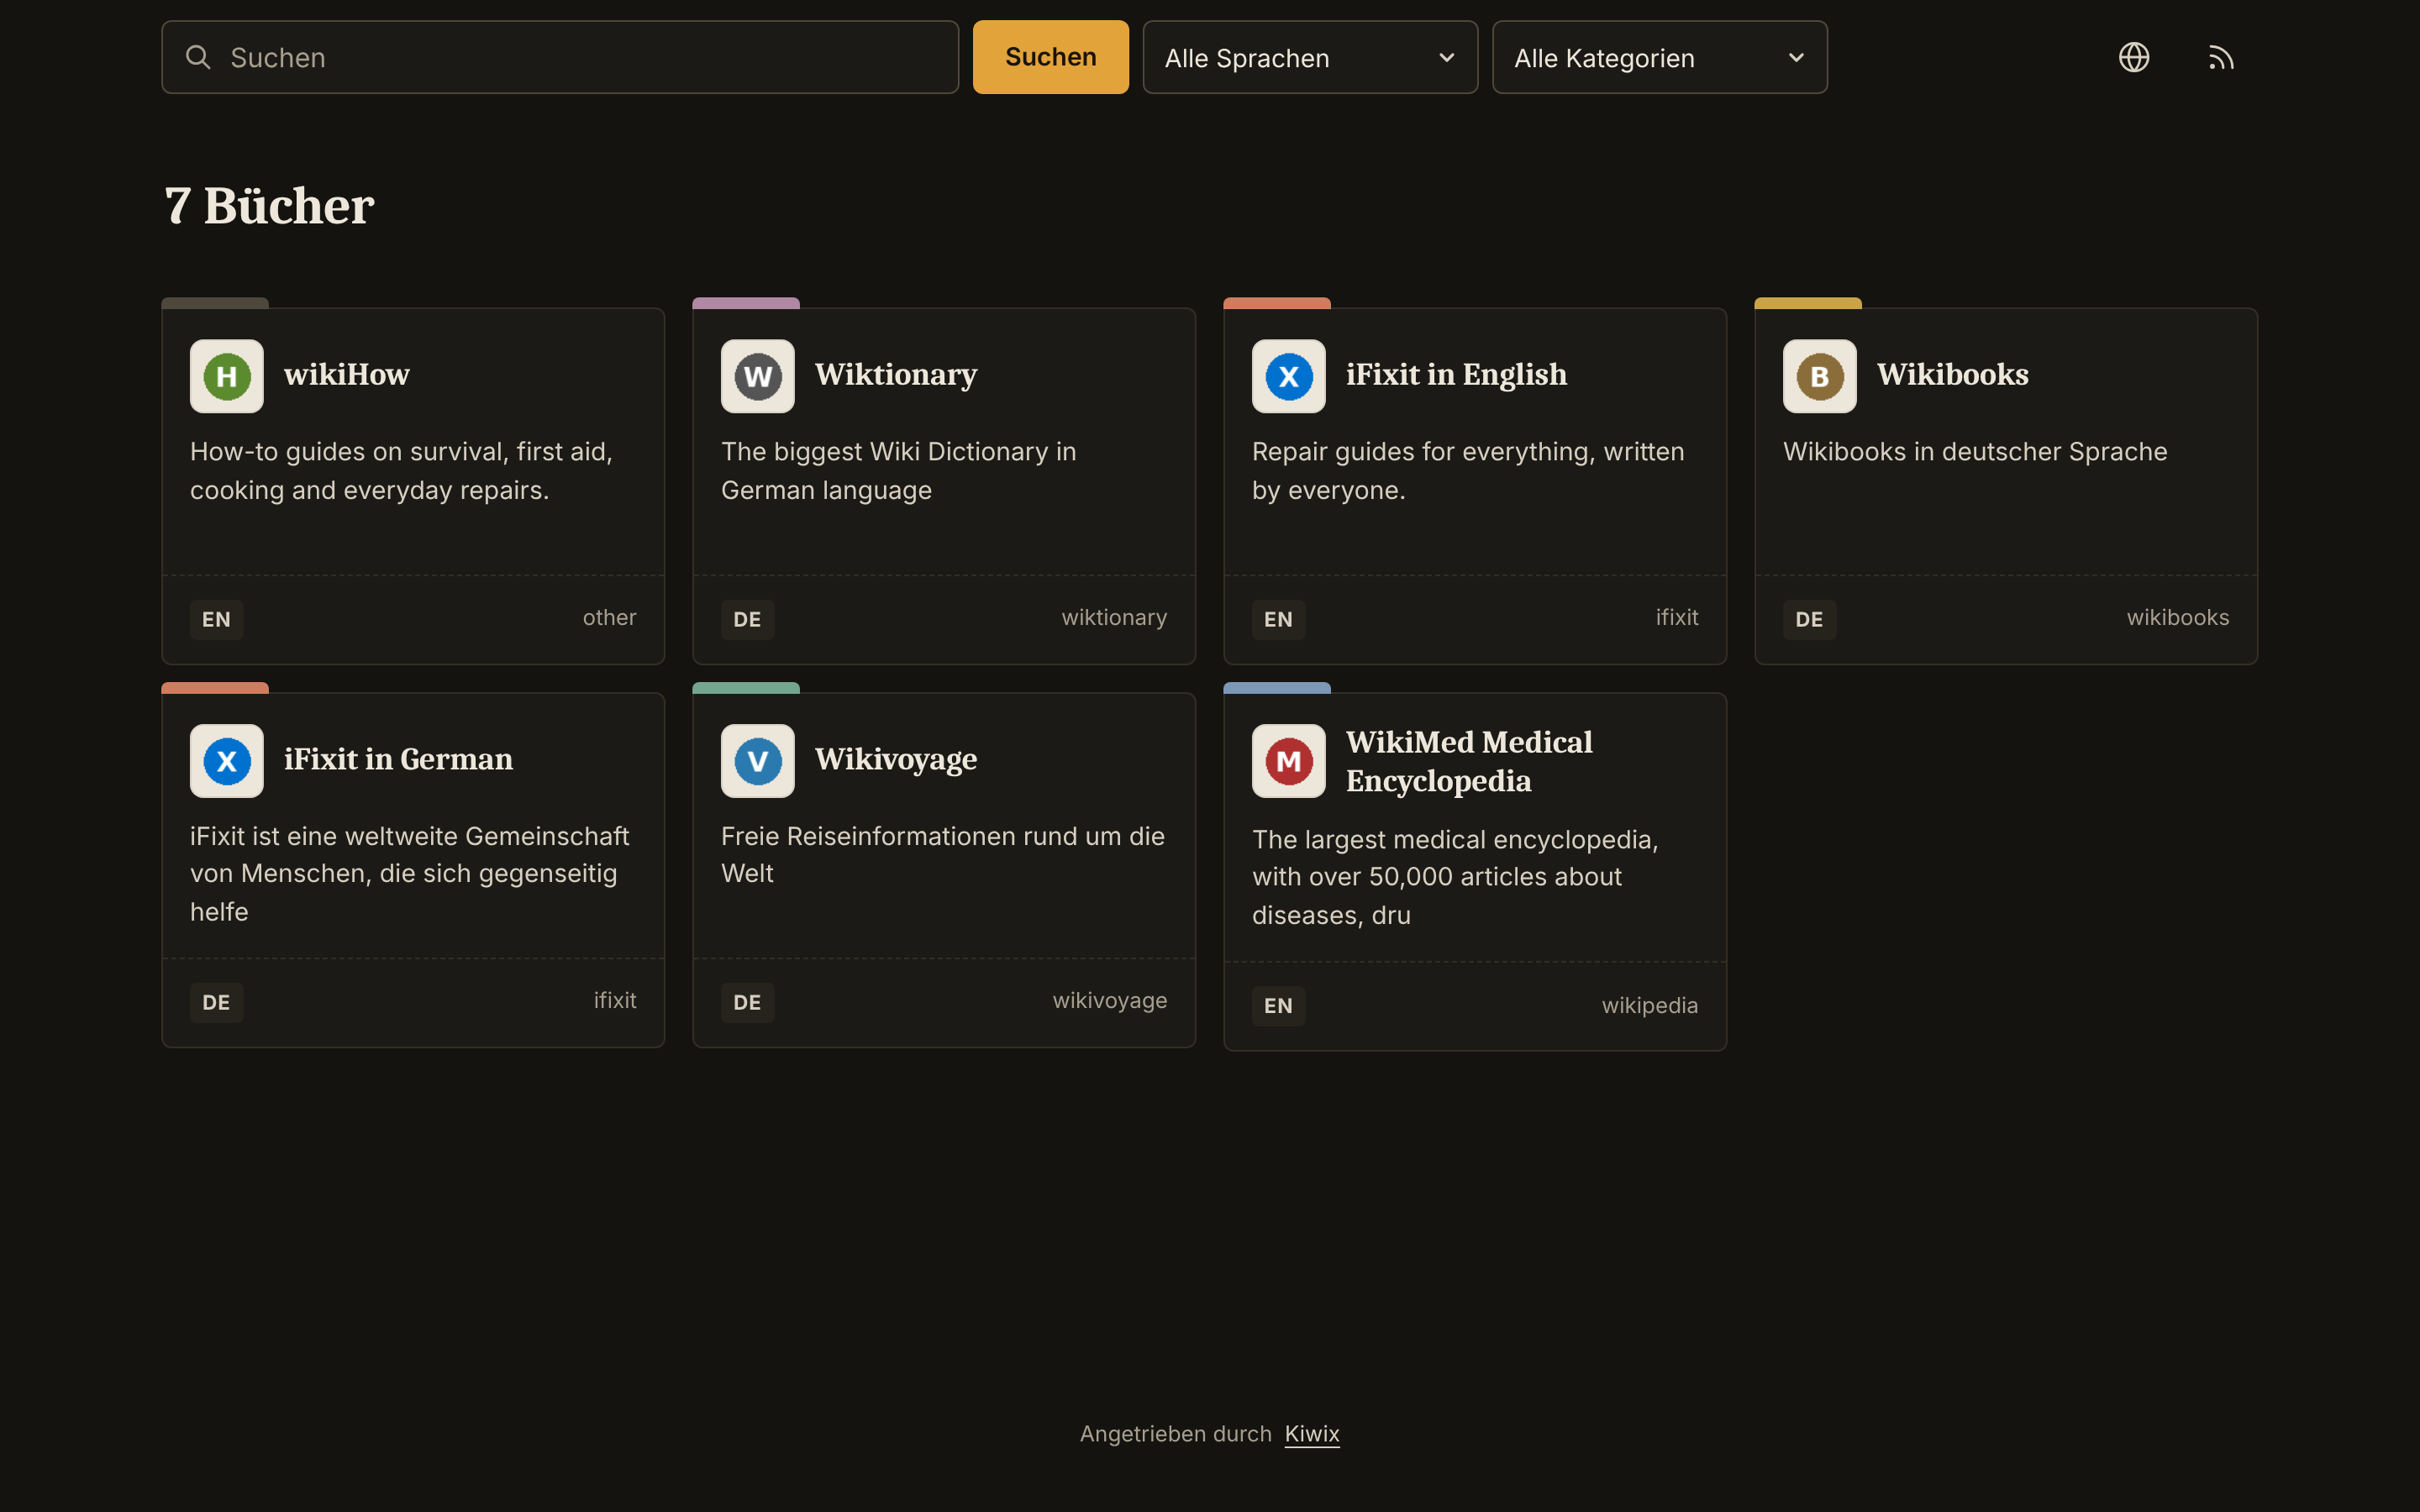 Suchen
Suchen
Alle Sprachen
Alle Kategorien
7 Bücher
H
wikiHow
How-to guides on survival, first aid,
cooking and everyday repairs.
EN
other
W
Wiktionary
The biggest Wiki Dictionary in
German language
DE
wiktionary
X
iFixit in English
Repair guides for everything, written
by everyone.
EN
ifixit
B
Wikibooks
Wikibooks in deutscher Sprache
DE
wikibooks
X
iFixit in German
iFixit ist eine weltweite Gemeinschaft
von Menschen, die sich gegenseitig
helfe
DE
ifixit
V
Wikivoyage
Freie Reiseinformationen rund um die
Welt
DE
wikivoyage
M
WikiMed Medical
Encyclopedia
The largest medical encyclopedia,
with over 50,000 articles about
diseases, dru
EN
wikipedia
Angetrieben durch Kiwix